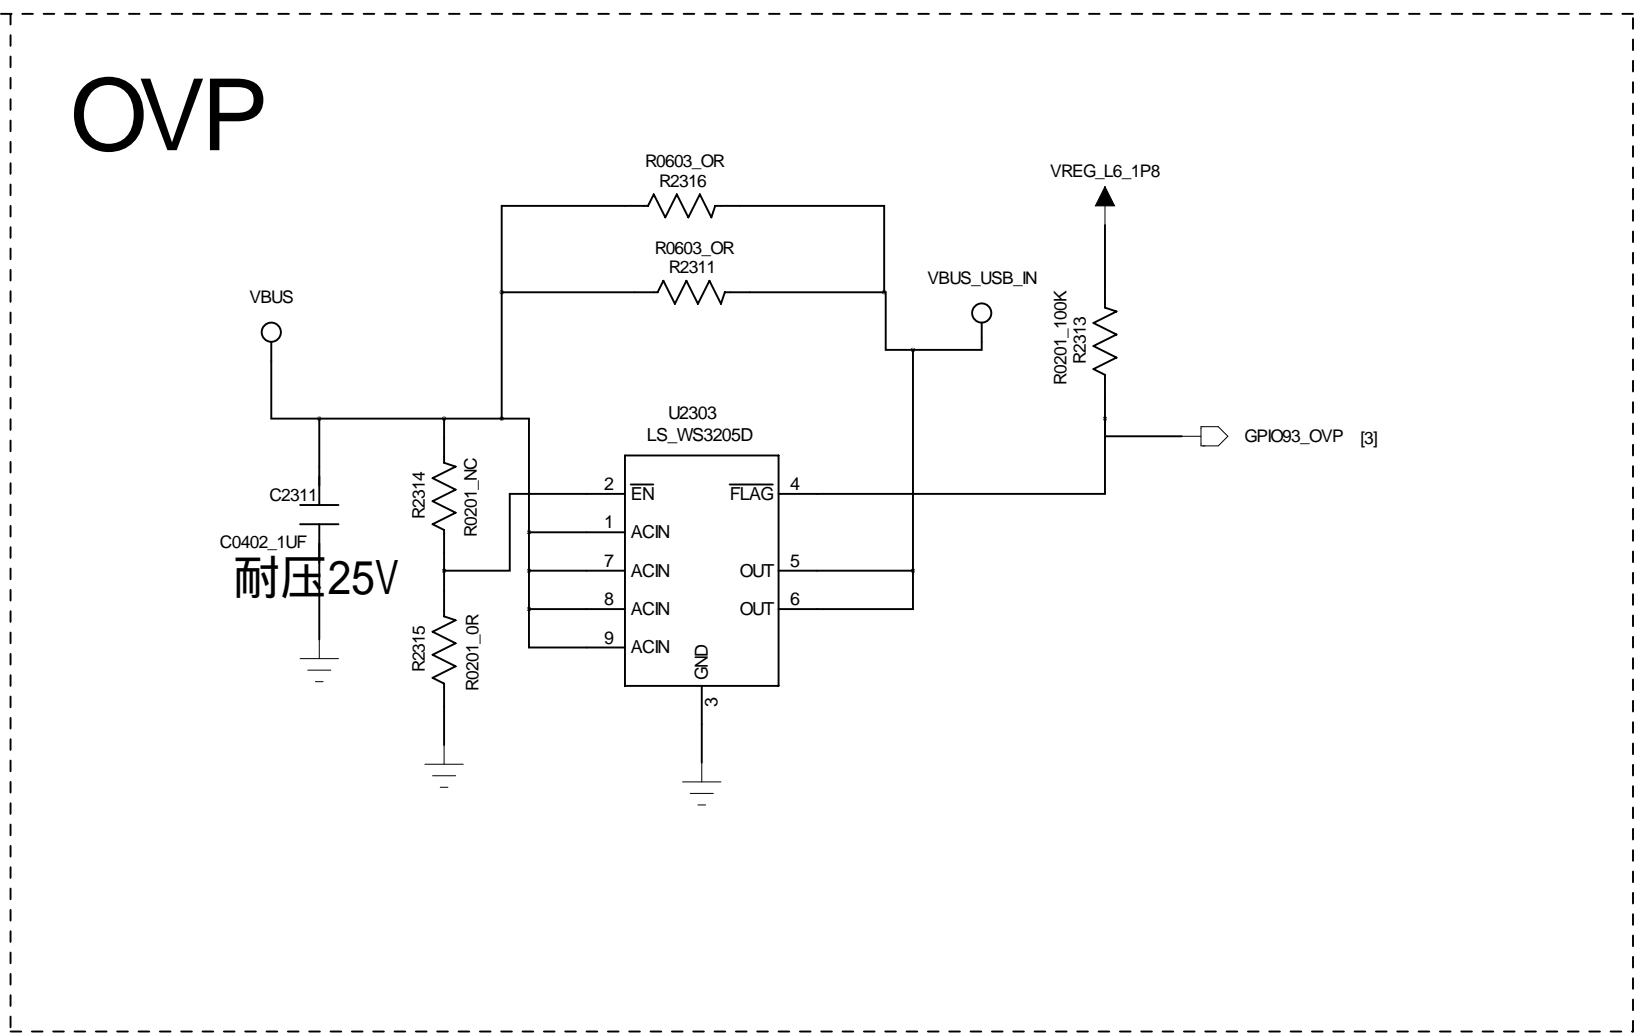 OVP
R0603_OR
R2316
R0603_OR
R2311
VREG_L6_1P8
VBUS
VBUS_USB_IN
R0201_100K
R2313
U2303
LS_WS3205D
GPIO93_OVP [3]
C2311
C0402_1UF
耐压25V
R2314
R0201_NC
R2315
R0201_0R
2 EN
1 ACIN
7 ACIN
8 ACIN
9 ACIN
FLAG 4
OUT 5
OUT 6
GND
3